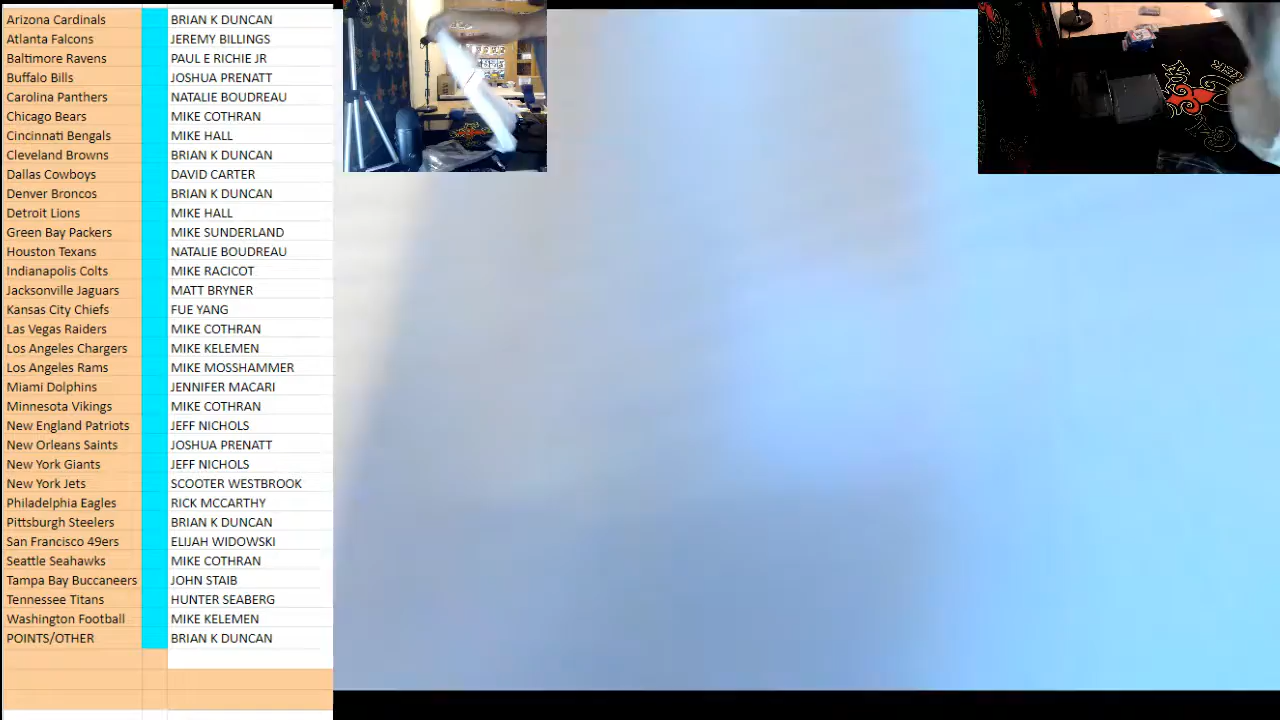 Arizona Cardinals BRIAN K DUNCAN
Atlanta Falcons JEREMY BILLINGS
Baltimore Ravens PAUL E RICHIE JR
Buffalo Bills JOSHUA PRENATT
Carolina Panthers NATALIE BOUDREAU
Chicago Bears MIKE COTHRAN
Cincinnati Bengals MIKE HALL
Cleveland Browns BRIAN K DUNCAN
Dallas Cowboys DAVID CARTER
Denver Broncos BRIAN K DUNCAN
Detroit Lions MIKE HALL
Green Bay Packers MIKE SUNDERLAND
Houston Texans NATALIE BOUDREAU
Indianapolis Colts MIKE RACICOT
Jacksonville Jaguars MATT BRYNER
Kansas City Chiefs FUE YANG
Las Vegas Raiders MIKE COTHRAN
Los Angeles Chargers MIKE KELEMEN
Los Angeles Rams MIKE MOSSHAMMER
Miami Dolphins JENNIFER MACARI
Minnesota Vikings MIKE COTHRAN
New England Patriots JEFF NICHOLS
New Orleans Saints JOSHUA PRENATT
New York Giants JEFF NICHOLS
New York Jets SCOOTER WESTBROOK
Philadelphia Eagles RICK MCCARTHY
Pittsburgh Steelers BRIAN K DUNCAN
San Francisco 49ers ELIJAH WIDOWSKI
Seattle Seahawks MIKE COTHRAN
Tampa Bay Buccaneers JOHN STAIB
Tennessee Titans HUNTER SEABERG
Washington Football MIKE KELEMEN
POINTS/OTHER BRIAN K DUNCAN